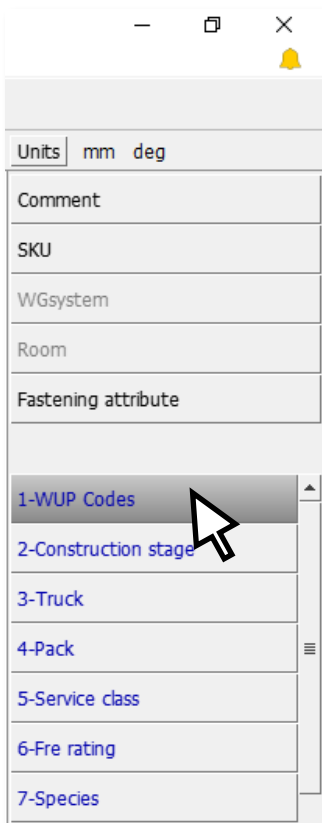 Units mm deg
Comment
SKU
WGsystem
Room
Fastening attribute
1-WUP Codes
2-Construction stage
3-Truck
4-Pack
5-Service class
6-Fre rating
7-Species